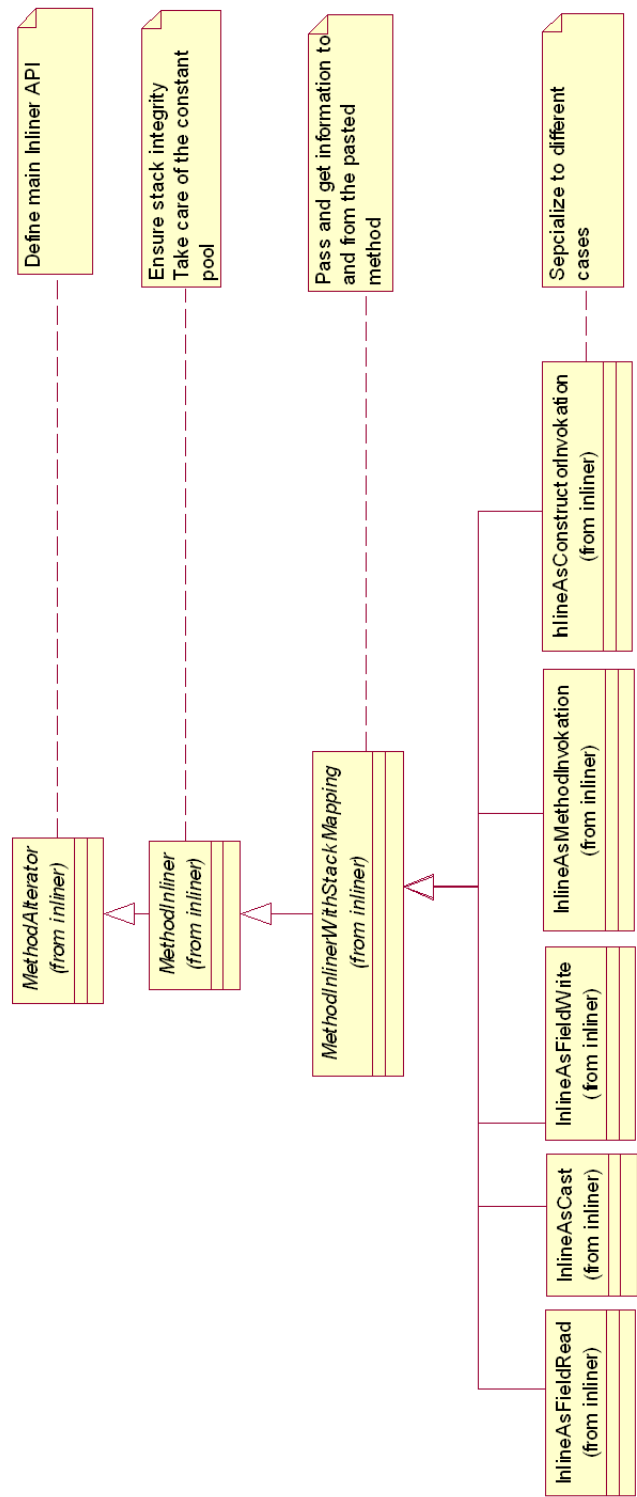 MethodAlterator
(from inliner)
Define main Inliner API
MethodInliner
(from inliner)
Ensure stack integrity
Take care of the constant
pool
MethodInlinerWithStackMapping
(from inliner)
Pass and get information to
and from the pasted
method
InlineAsFieldRead
(from inliner)
InlineAsCast
(from inliner)
InlineAsFieldWrite
(from inliner)
InlineAsMethodInvokation
(from inliner)
InlineAsConstructorInvokation
(from inliner)
Sepcialize to different
cases